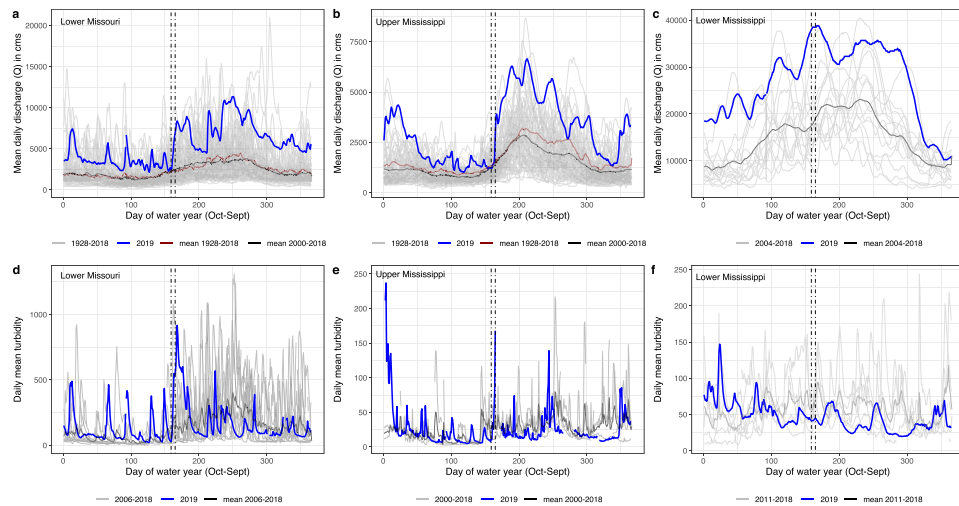 a
Lower Missouri
Mean daily discharge (Q) in cms
20000
15000
10000
5000
0
0
100
200
300
Day of water year (Oct-Sept)
1928-2018
2019
mean 1928-2018
mean 2000-2018
b
Upper Mississippi
Mean daily discharge (Q) in cms
7500
5000
2500
0
0
100
200
300
Day of water year (Oct-Sept)
1928-2018
2019
mean 1928-2018
mean 2000-2018
c
Lower Mississippi
Mean daily discharge (Q) in cms
40000
30000
20000
10000
0
100
200
300
Day of water year (Oct-Sept)
2004-2018
2019
mean 2004-2018
d
Lower Missouri
Daily mean turbidity
1000
500
0
0
100
200
300
Day of water year (Oct-Sept)
2006-2018
2019
mean 2006-2018
e
Upper Mississippi
Daily mean turbidity
250
200
150
100
50
0
0
100
200
300
Day of water year (Oct-Sept)
2000-2018
2019
mean 2000-2018
f
Lower Mississippi
Daily mean turbidity
250
200
150
100
50
0
0
100
200
300
Day of water year (Oct-Sept)
2011-2018
2019
mean 2011-2018